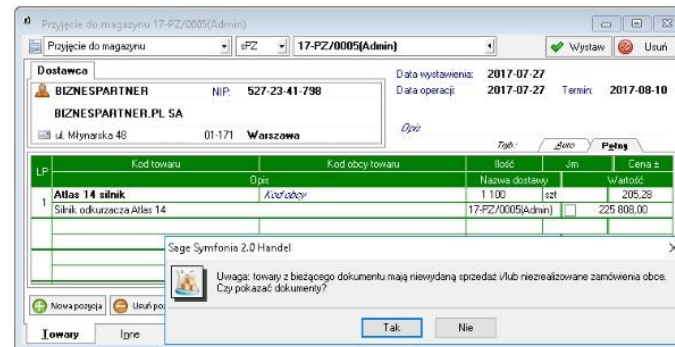 Przyjęcie do magazynu 17-PZ/0005(Admin)
Przyjęcie do magazynu sPZ 17-PZ/0005(Admin) Wystaw Usuń
Dostawca
BIZNESPARTNER NIP: 527-23-41-798
BIZNESPARTNER.PL SA
ul. Młynarska 48 01-171 Warszawa
Data wystawienia: 2017-07-27
Data operacji: 2017-07-27 Termin: 2017-08-10
Opis
Tryb: Auto Pełny
LP Kod towaru Kod obcy towaru Ilość Jm Cena ±
Opis Nazwa dostawy Wartość
1 Atlas 14 silnik Kod obcy 1 100 szt 205,28
Silnik odkurzacza Atlas 14 17-PZ/0005(Admin) 225 808,00
Sage Symfonia 2.0 Handel
Uwaga: towary z bieżącego dokumentu mają niewydaną sprzedaż i/lub niezrealizowane zamówienia obce.
Czy pokazać dokumenty?
Tak Nie
Nowa pozycja Usuń po
Towary Inne